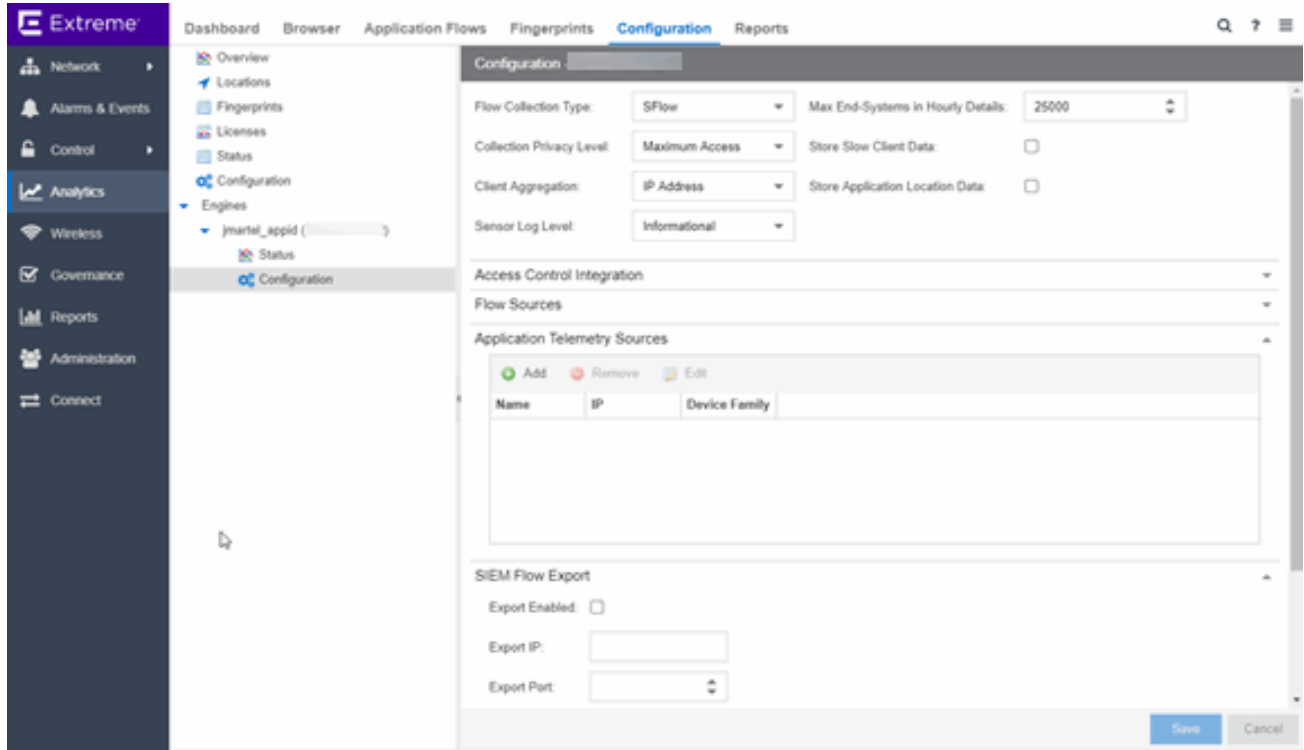 Extreme
Dashboard Browser Application Flows Fingerprints Configuration Reports ?
Network
Alarms & Events
Control
Analytics
Wireless
Governance
Reports
Administration
Connect
Overview
Locations
Fingerprints
Licenses
Status
Configuration
Engines
jmartel_appid ( )
Status
Configuration
Configuration -
Flow Collection Type: SFlow Max End-Systems in Hourly Details: 25000
Collection Privacy Level: Maximum Access Store Slow Client Data:
Client Aggregation: IP Address Store Application Location Data:
Sensor Log Level: Informational
Access Control Integration
Flow Sources
Application Telemetry Sources
Add Remove Edit
Name IP Device Family
SIEM Flow Export
Export Enabled:
Export IP:
Export Port:
Save Cancel